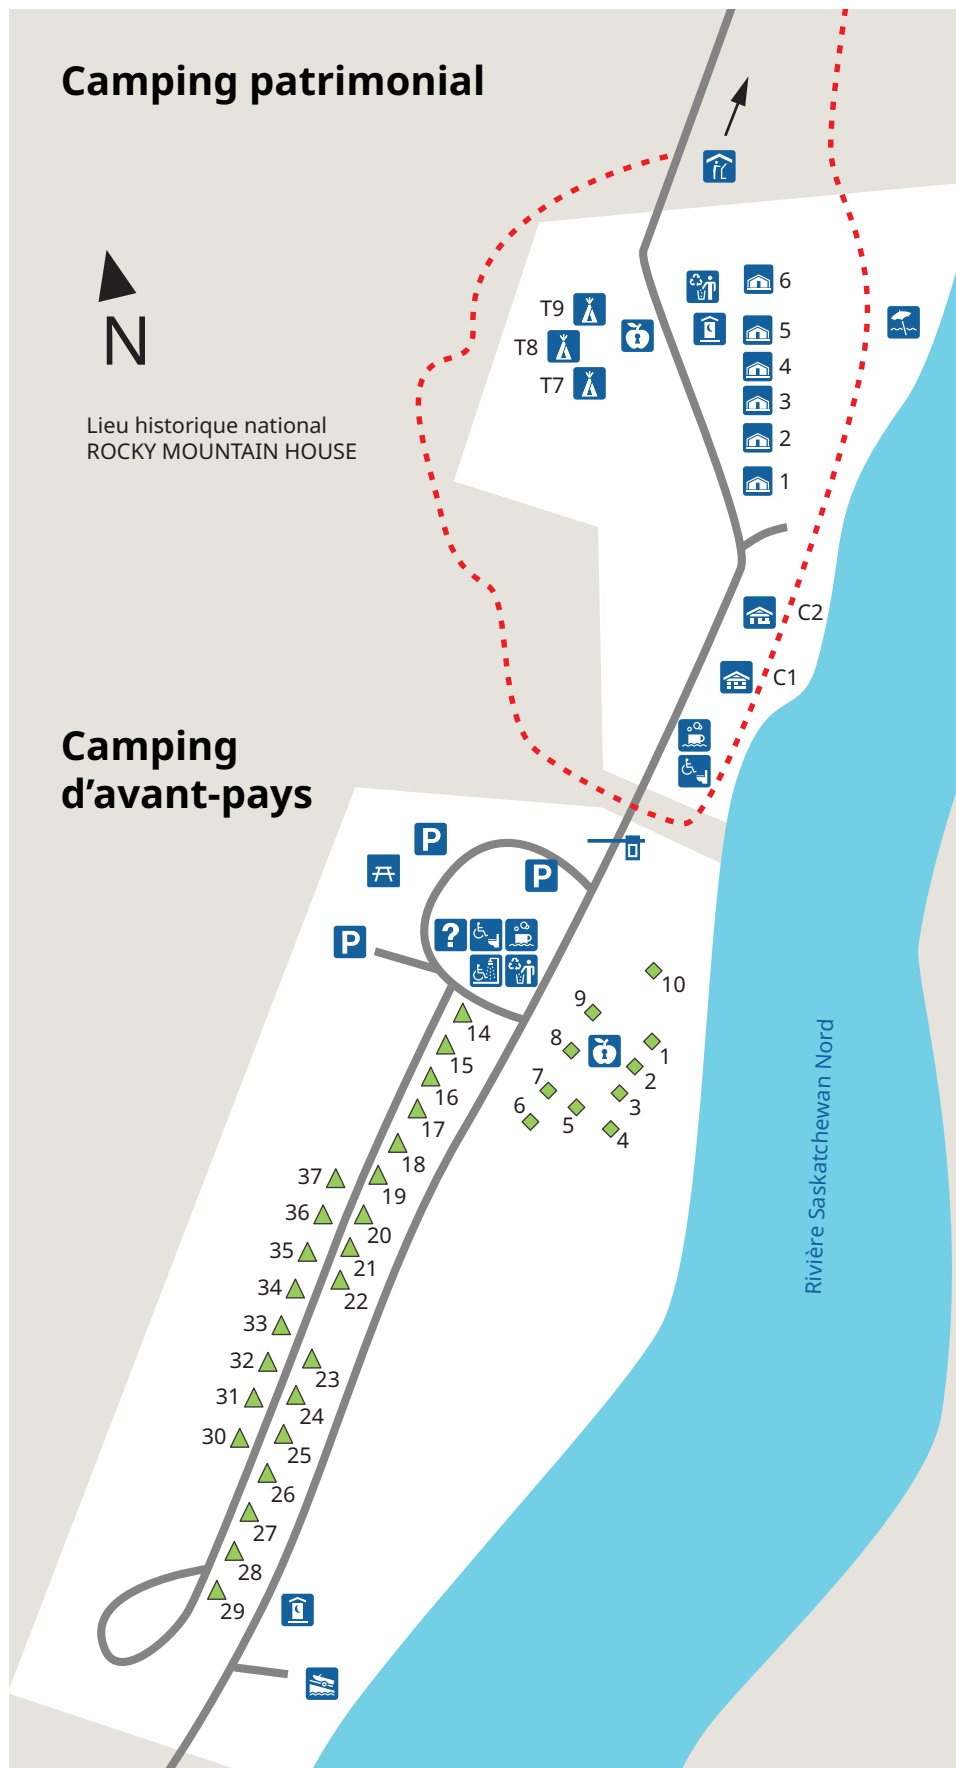 Camping patrimonial
N
Lieu historique national
ROCKY MOUNTAIN HOUSE
T9
T8
T7
6
5
4
3
2
1
C2
C1
Camping
d'avant-pays
P
P
P
?
10
9
8
7
6
5
4
3
2
1
14
15
16
17
18
19
20
21
22
23
24
25
26
27
28
29
37
36
35
34
33
32
31
30
Rivière Saskatchewan Nord